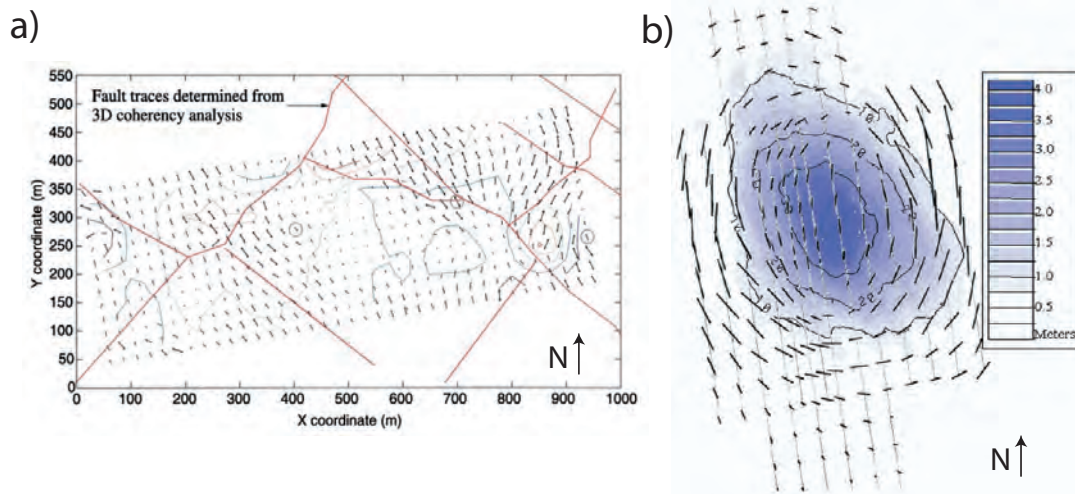 a)
b)
Fault traces determined from
3D coherency analysis
550
500
450
400
350
300
250
200
150
100
50
0
Y coordinate (m)
0 100 200 300 400 500 600 700 800 900 1000
X coordinate (m)
N
4.0
3.5
3.0
2.5
2.0
1.5
1.0
0.5
Meters
N